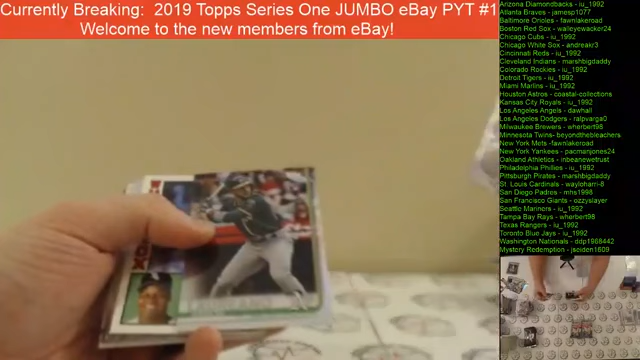 Currently Breaking: 2019 Topps Series One JUMBO eBay PYT #1
Welcome to the new members from eBay!
Arizona Diamondbacks - iu_1992
Atlanta Braves - jamesp1077
Baltimore Orioles - fawnlakeroad
Boston Red Sox - walleyewacker24
Chicago Cubs - iu_1992
Chicago White Sox - andreakr3
Cincinnati Reds - iu_1992
Cleveland Indians - marshbigdaddy
Colorado Rockies - iu_1992
Detroit Tigers - iu_1992
Miami Marlins - iu_1992
Houston Astros - coastal-collections
Kansas City Royals - iu_1992
Los Angeles Angels - dawhall
Los Angeles Dodgers - ralpvarga0
Milwaukee Brewers - wherbert98
Minnesota Twins- beyondthebleachers
New York Mets -fawnlakeroad
New York Yankees - pacmanjones24
Oakland Athletics - inbeanewetrust
Philadelphia Phillies - iu_1992
Pittsburgh Pirates - marshbigdaddy
St. Louis Cardinals - wayloharri-8
San Diego Padres - mhs1998
San Francisco Giants - ozzyslayer
Seattle Mariners - iu_1992
Tampa Bay Rays - wherbert98
Texas Rangers - iu_1992
Toronto Blue Jays - iu_1992
Washington Nationals - ddp1968442
Mystery Redemption - jseiden1609